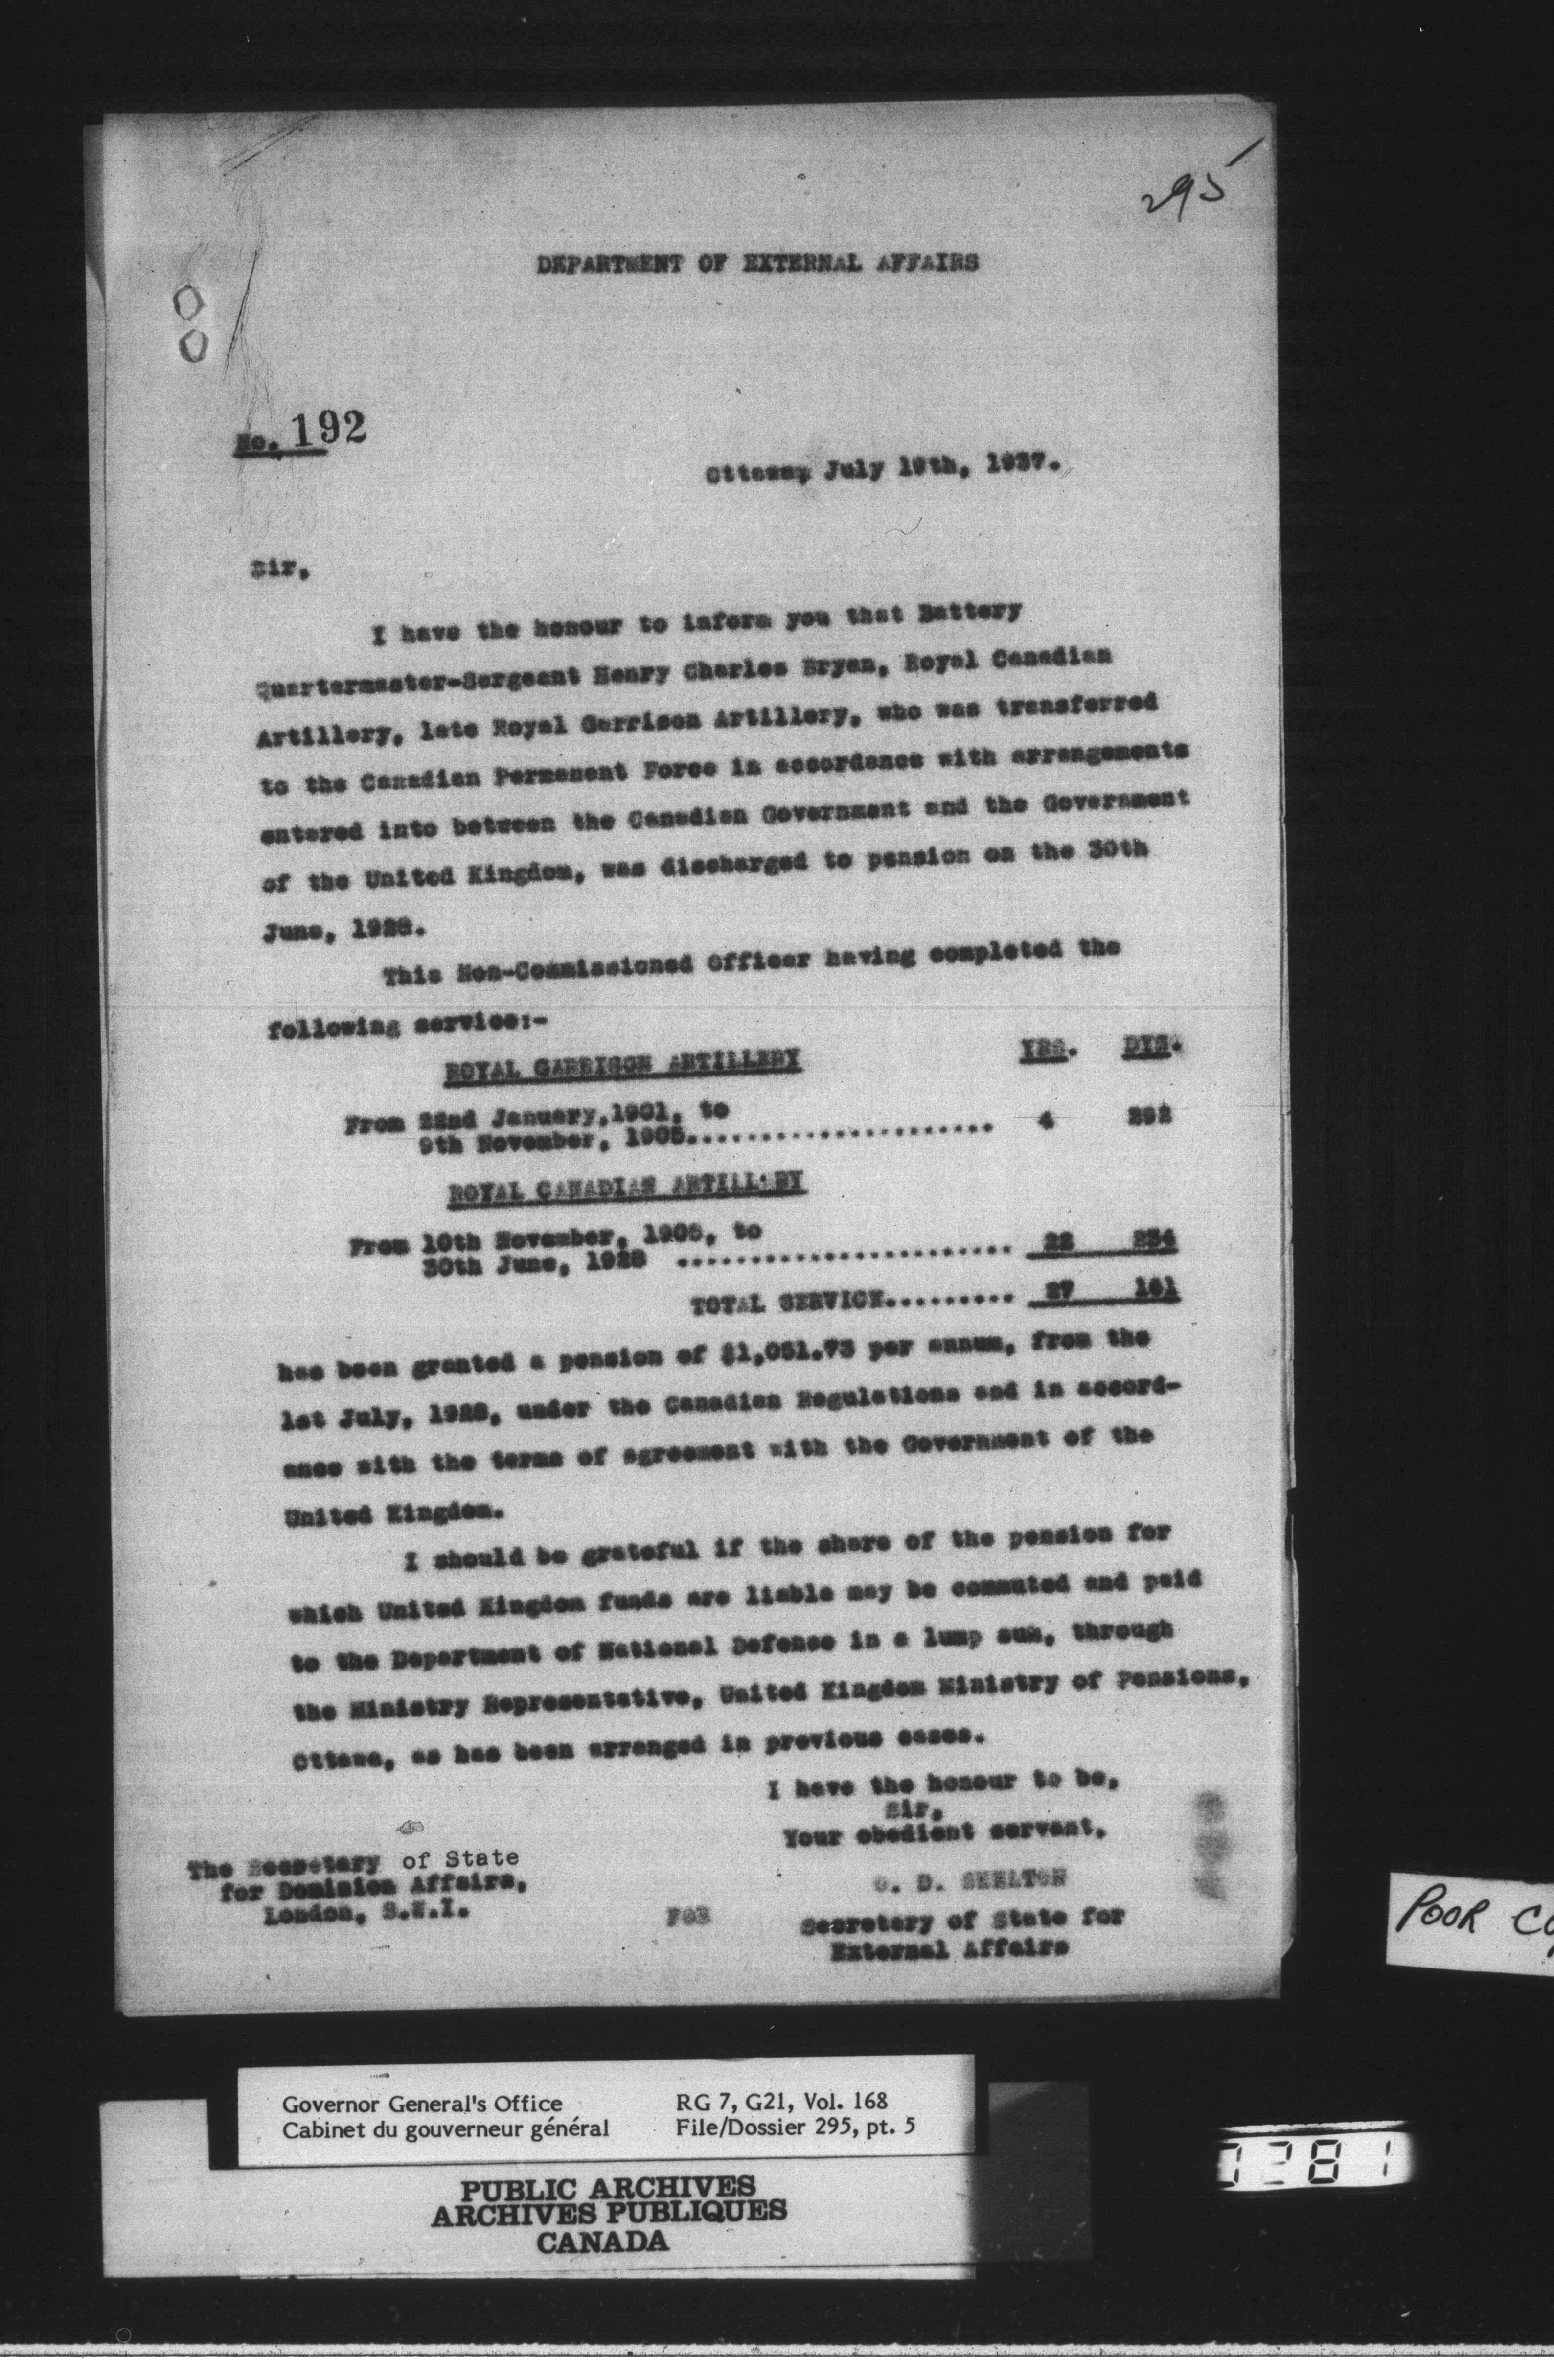 295
DEPARTMENT OF EXTERNAL AFFAIRS
No. 192
Ottawa, July 19th, 1937.
Sir,
I have the honour to inform you that Battery
Quartermaster-Sergeant Henry Charles Bryan, Royal Canadian
Artillery, late Royal Garrison Artillery, who was transferred
to the Canadian Permanent Force in accordance with arrangements
entered into between the Canadian Government and the Government
of the United Kingdom, was discharged to pension on the 30th
June, 1928.
This Non-Commissioned Officer having completed the
following service:-
YRS. DYS.
ROYAL GARRISON ARTILLERY
From 22nd January,1901, to
9th November, 1905...................... 4 292
ROYAL CANADIAN ARTILLERY
From 10th November, 1905, to
30th June, 1928 ....................... 22 234
TOTAL SERVICE......... 27 161
has been granted a pension of $1,051.73 per annum, from the
1st July, 1928, under the Canadian Regulations and in accord-
ance with the terms of agreement with the Government of the
United Kingdom.
I should be grateful if the share of the pension for
which United Kingdom funds are liable may be commuted and paid
to the Department of National Defence in a lump sum, through
the Ministry Representative, United Kingdom Ministry of Pensions,
Ottawa, as has been arranged in previous cases.
I have the honour to be,
Sir,
Your obedient servant,
O. D. SKELTON
FOR Secretary of State for
External Affairs
The Secretary of State
for Dominion Affairs,
London, S.W.1.
POOR
Governor General's Office RG 7, G21, Vol. 168
Cabinet du gouverneur général File/Dossier 295, pt. 5
PUBLIC ARCHIVES
ARCHIVES PUBLIQUES
CANADA
281